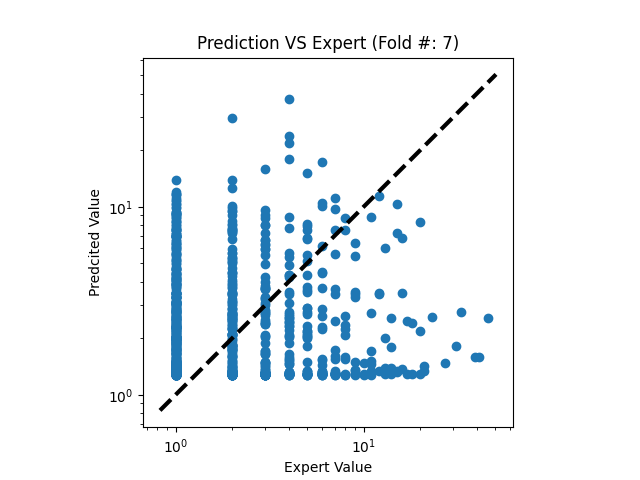 Prediction VS Expert (Fold #: 7)
Predcited Value
10¹
10⁰
10⁰ 10¹
Expert Value